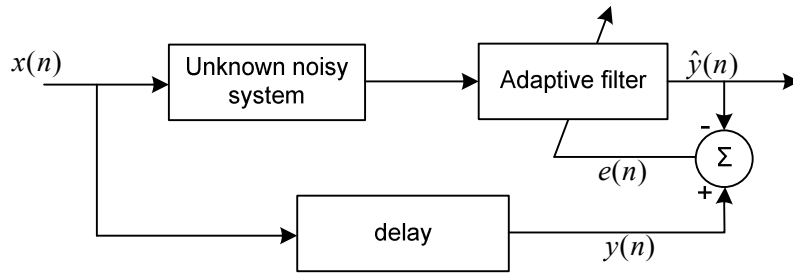 x(n)
Unknown noisy
system
Adaptive filter
ŷ(n)
-
Σ
e(n)
+
delay
y(n)